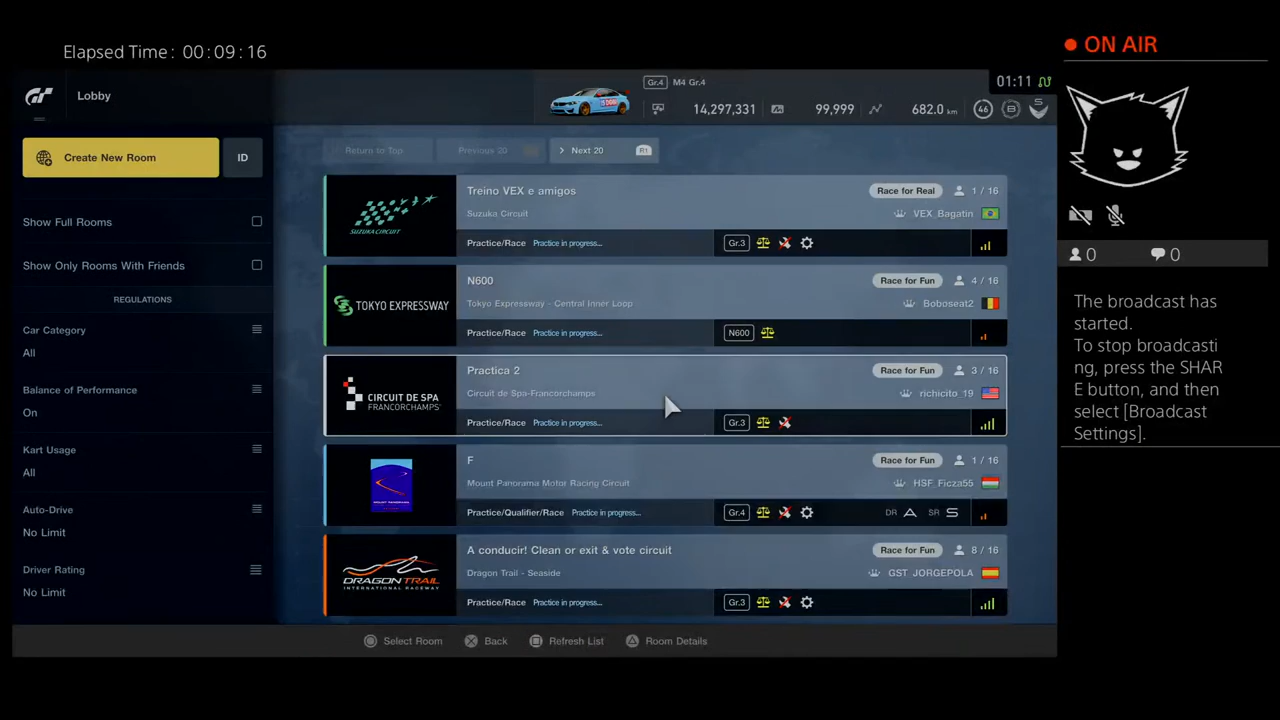 Elapsed Time: 00:09:16
ON AIR
Lobby
Gr.4 M4 Gr.4
01:11
14,297,331 99,999 682.0 km 46 B S
Create New Room ID
Return to Top Previous 20 Next 20 R1
Show Full Rooms
Show Only Rooms With Friends
REGULATIONS
Car Category
All
Balance of Performance
On
Kart Usage
All
Auto-Drive
No Limit
Driver Rating
No Limit
SUZUKA CIRCUIT
Treino VEX e amigos Race for Real 1 / 16
Suzuka Circuit VEX_Bagatin
Practice/Race Practice in progress... Gr.3
TOKYO EXPRESSWAY
N600 Race for Fun 4 / 16
Tokyo Expressway - Central Inner Loop Boboseat2
Practice/Race Practice in progress... N600
CIRCUIT DE SPA
FRANCORCHAMPS
Practica 2 Race for Fun 3 / 16
Circuit de Spa-Francorchamps richicito_19
Practice/Race Practice in progress... Gr.3
MOUNT PANORAMA
F Race for Fun 1 / 16
Mount Panorama Motor Racing Circuit HSF_Ficza55
Practice/Qualifier/Race Practice in progress... Gr.4 DR A SR S
DRAGON TRAIL
INTERNATIONAL RACEWAY
A conducir! Clean or exit & vote circuit Race for Fun 8 / 16
Dragon Trail - Seaside GST_JORGEPOLA
Practice/Race Practice in progress... Gr.3
Select Room Back Refresh List Room Details
0 0
The broadcast has
started.
To stop broadcasti
ng, press the SHAR
E button, and then
select [Broadcast
Settings].